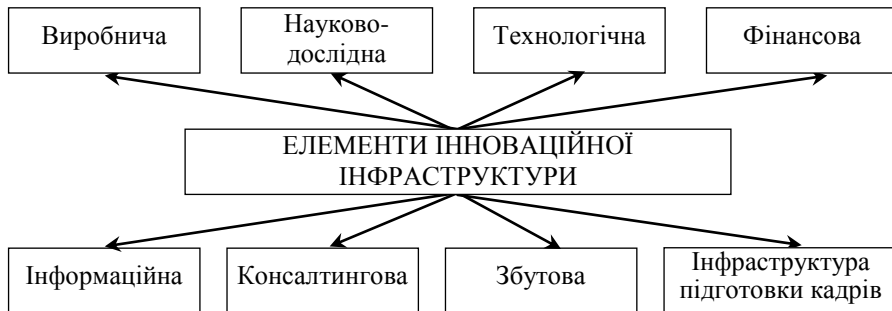 Виробнича
Науково-
дослідна
Технологічна
Фінансова
ЕЛЕМЕНТИ ІННОВАЦІЙНОЇ
ІНФРАСТРУКТУРИ
Інформаційна
Консалтингова
Збутова
Інфраструктура
підготовки кадрів